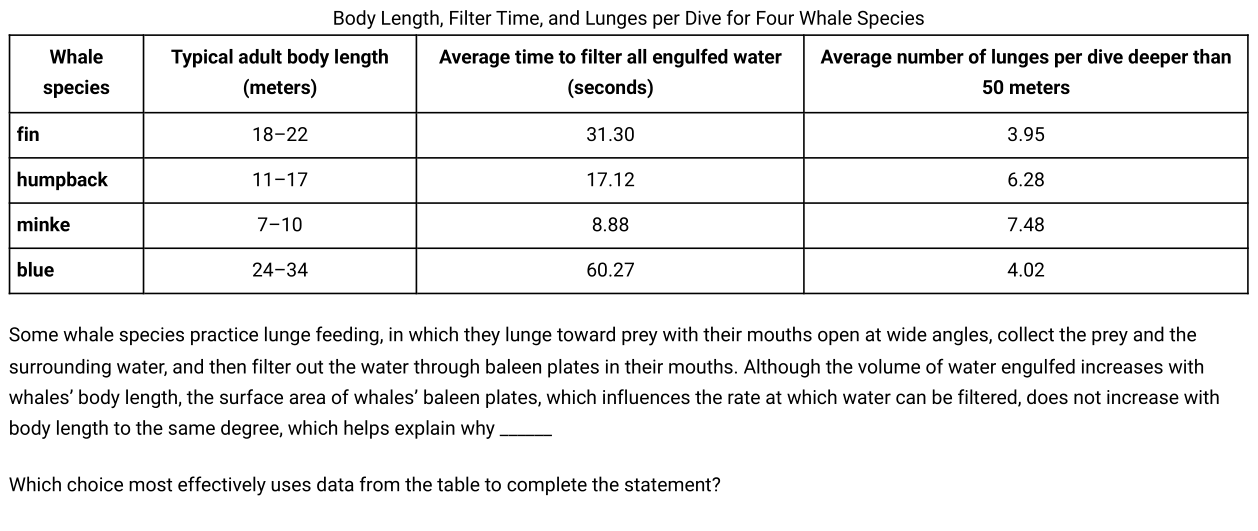 Body Length, Filter Time, and Lunges per Dive for Four Whale Species
Whale species | Typical adult body length (meters) | Average time to filter all engulfed water (seconds) | Average number of lunges per dive deeper than 50 meters
fin | 18–22 | 31.30 | 3.95
humpback | 11–17 | 17.12 | 6.28
minke | 7–10 | 8.88 | 7.48
blue | 24–34 | 60.27 | 4.02
Some whale species practice lunge feeding, in which they lunge toward prey with their mouths open at wide angles, collect the prey and the
surrounding water, and then filter out the water through baleen plates in their mouths. Although the volume of water engulfed increases with
whales’ body length, the surface area of whales’ baleen plates, which influences the rate at which water can be filtered, does not increase with
body length to the same degree, which helps explain why ______
Which choice most effectively uses data from the table to complete the statement?